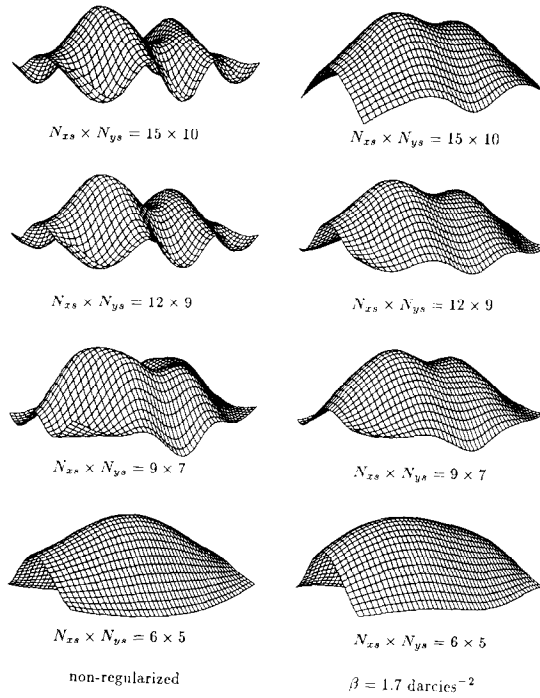 N_xs × N_ys = 15 × 10
N_xs × N_ys = 15 × 10
N_xs × N_ys = 12 × 9
N_xs × N_ys = 12 × 9
N_xs × N_ys = 9 × 7
N_xs × N_ys = 9 × 7
N_xs × N_ys = 6 × 5
N_xs × N_ys = 6 × 5
non-regularized
β = 1.7 darcies⁻²